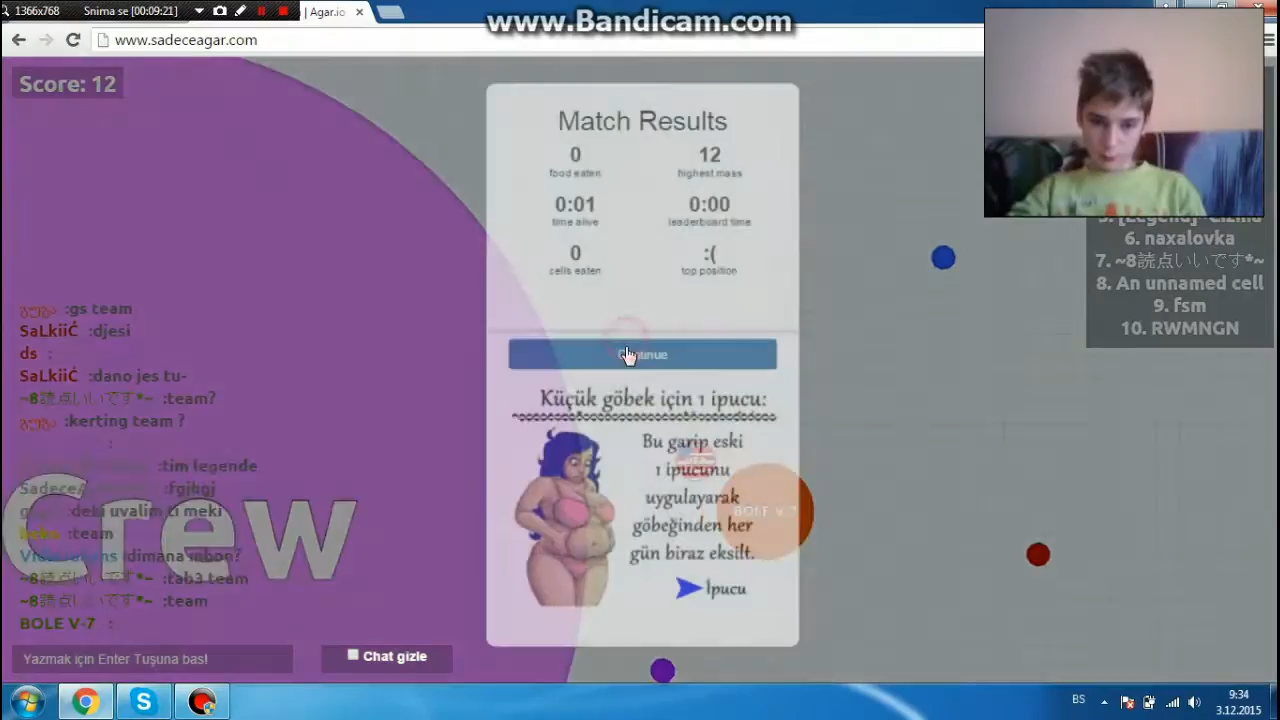 1366x768
Snima se [00:09:21]
| Agar.io
www.Bandicam.com
www.sadeceagar.com
Score: 12
Match Results
0
12
food eaten
highest mass
0:01
0:00
time alive
leaderboard time
0
:(
cells eaten
top position
Continue
Küçük göbek için 1 ipucu:
Bu garip eski
1 ipucunu
uygulayarak
göbeğinden her
gün biraz eksilt.
İpucu
BOLE V-7
6. naxalovka
7. ~8読点いいです*~
8. An unnamed cell
9. fsm
10. RWMNGN
:gs team
SaLkiiĆ :djesi
ds :
SaLkiiĆ :dano jes tu-
~8読点いいです*~ :team?
:kerting team ?
:
:tim legende
:fgjhgj
:team
~8読点いいです*~ :tab3 team
~8読点いいです*~ :team
BOLE V-7 :
Crew
Yazmak için Enter Tuşuna bas!
Chat gizle
BS
9:34
3.12.2015